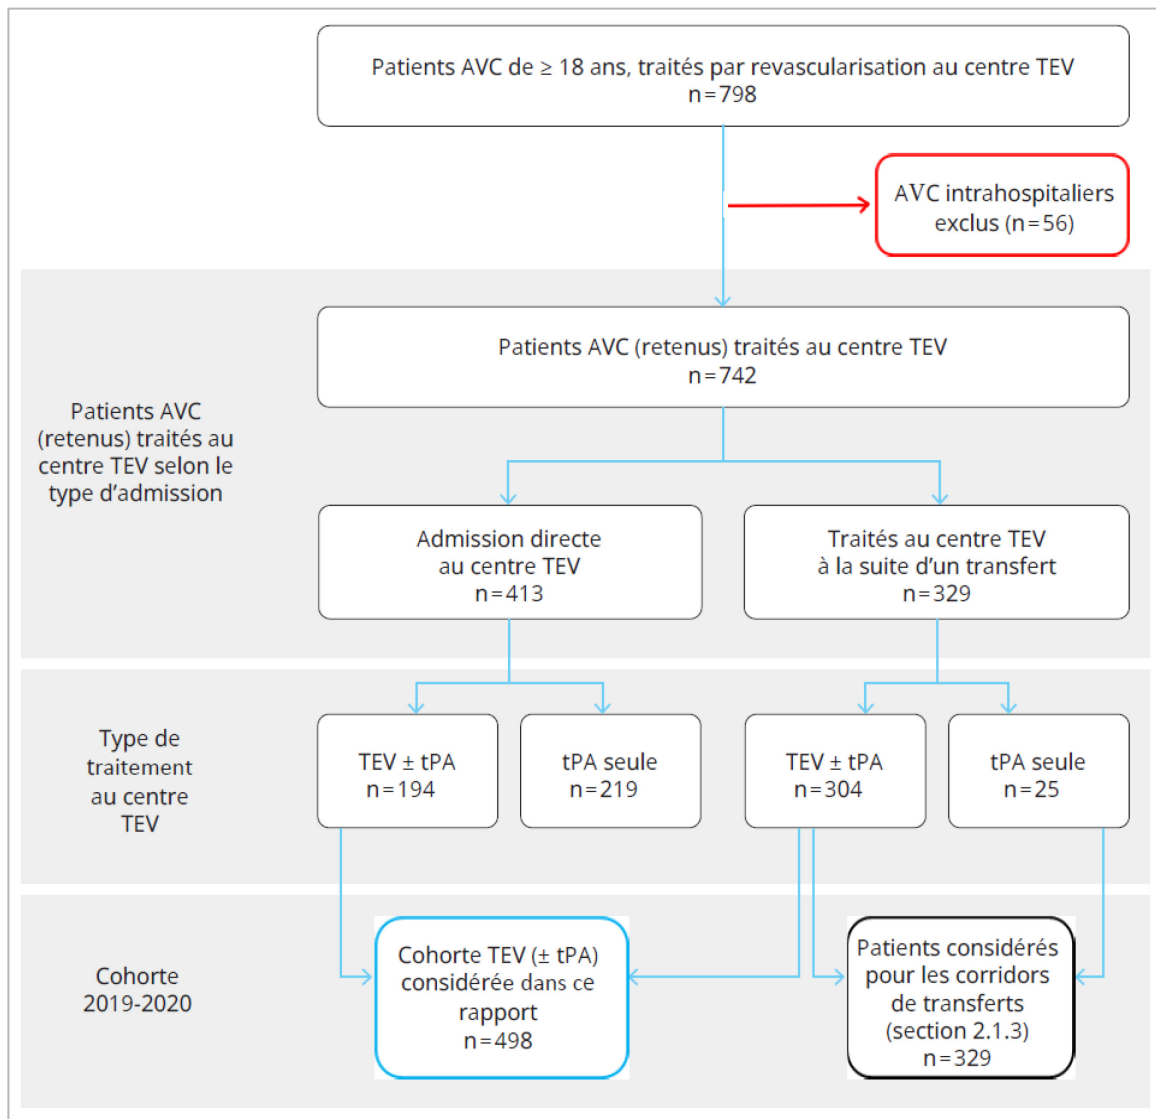 Patients AVC de ≥ 18 ans, traités par revascularisation au centre TEV
n=798
AVC intrahospitaliers
exclus (n=56)
Patients AVC
(retenus) traités au
centre TEV selon le
type d’admission
Patients AVC (retenus) traités au centre TEV
n=742
Admission directe
au centre TEV
n=413
Traités au centre TEV
à la suite d’un transfert
n=329
Type de
traitement
au centre
TEV
TEV ± tPA
n=194
tPA seule
n=219
TEV ± tPA
n=304
tPA seule
n=25
Cohorte
2019-2020
Cohorte TEV (± tPA)
considérée dans ce
rapport
n=498
Patients considérés
pour les corridors
de transferts
(section 2.1.3)
n=329